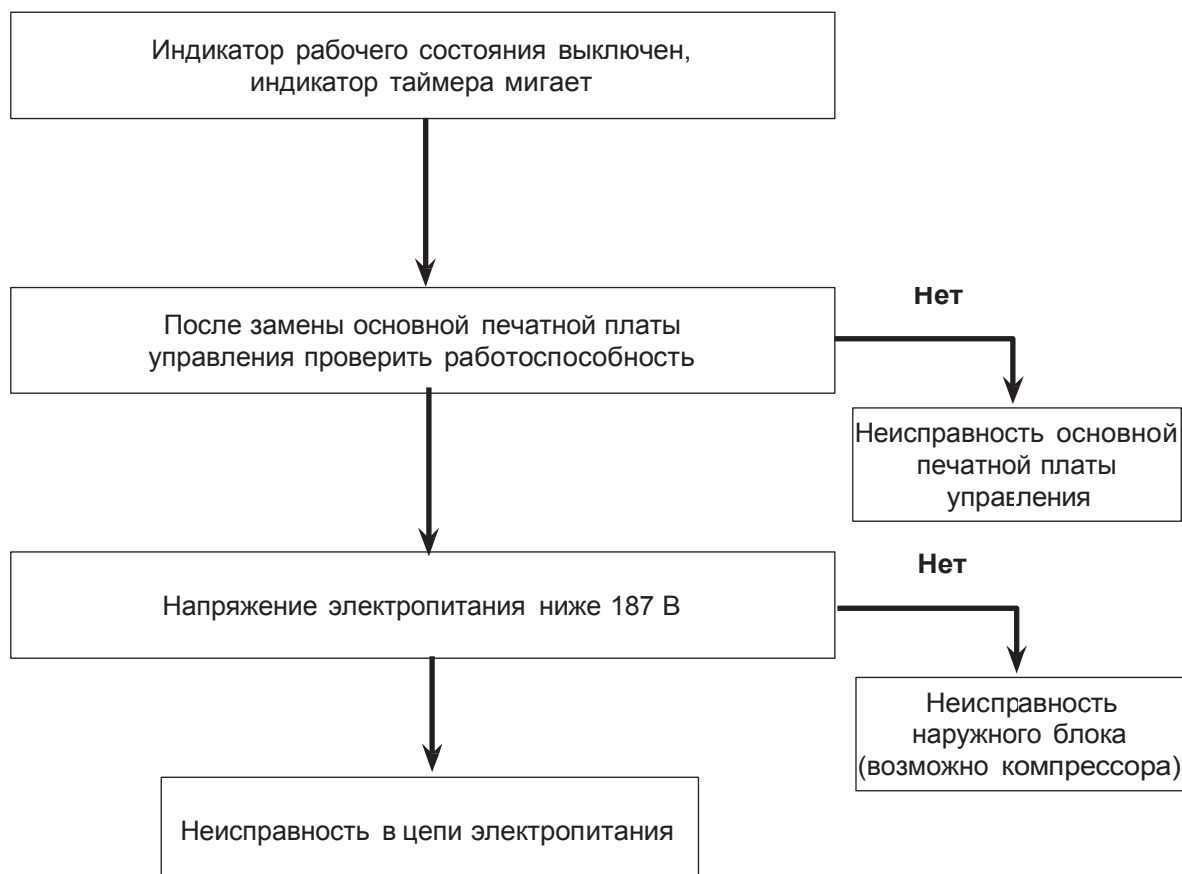 Индикатор рабочего состояния выключен,
индикатор таймера мигает
Нет
После замены основной печатной платы
управления проверить работоспособность
Неисправность основной
печатной платы
управления
Нет
Напряжение электропитания ниже 187 В
Неисправность
наружного блока
(возможно компрессора)
Неисправность в цепи электропитания